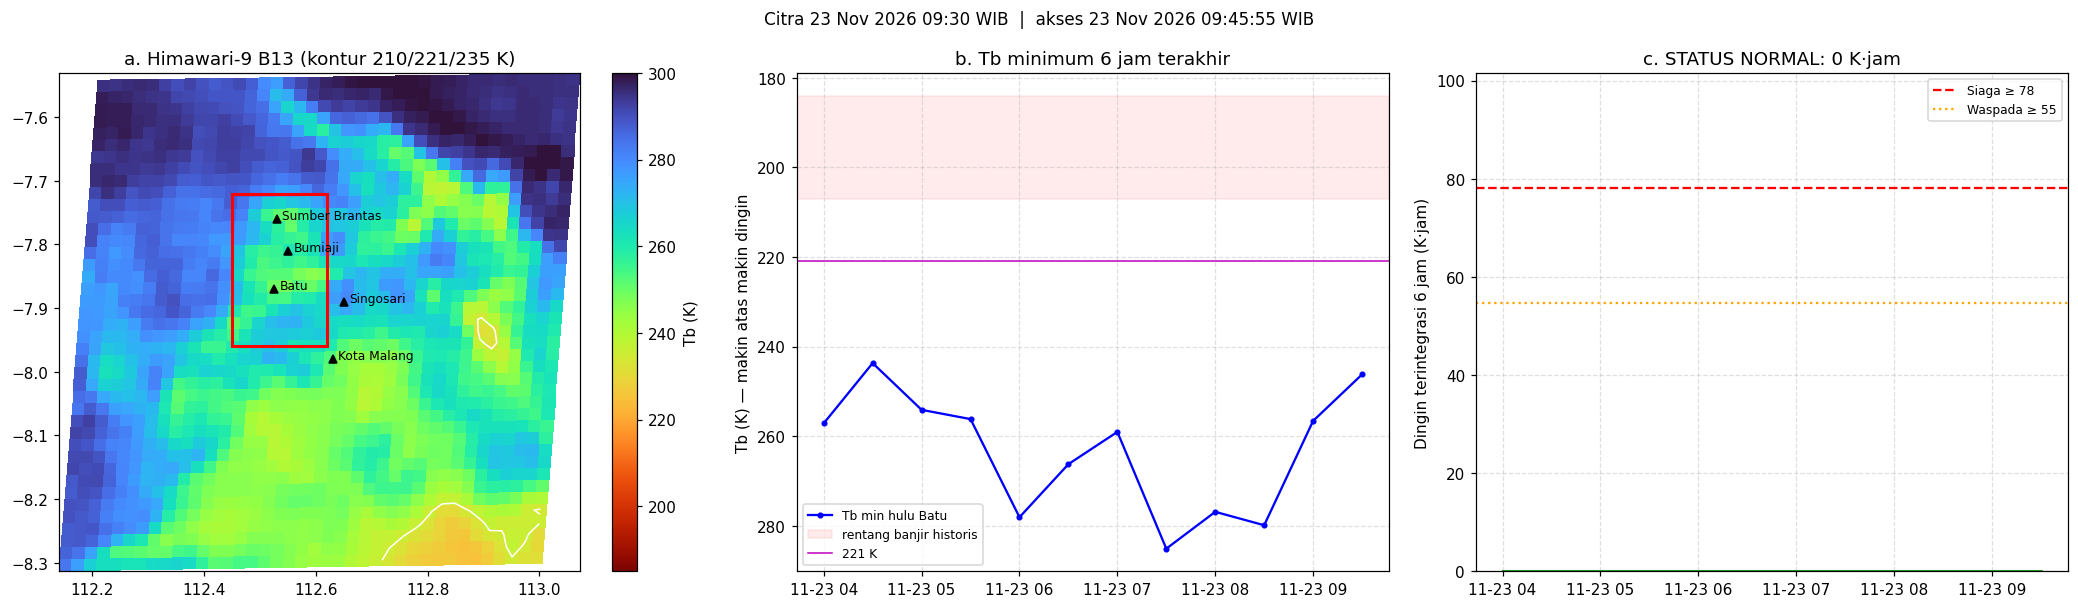 Citra 23 Nov 2026 09:30 WIB  |  akses 23 Nov 2026 09:45:55 WIB
a. Himawari-9 B13 (kontur 210/221/235 K)
−7.6
−7.7
−7.8
−7.9
−8.0
−8.1
−8.2
−8.3
112.2
112.4
112.6
112.8
113.0
Sumber Brantas
Bumiaji
Batu
Singosari
Kota Malang
300
280
260
240
220
200
Tb (K)
b. Tb minimum 6 jam terakhir
Tb (K) — makin atas makin dingin
180
200
220
240
260
280
Tb min hulu Batu
rentang banjir historis
221 K
11-23 04
11-23 05
11-23 06
11-23 07
11-23 08
11-23 09
c. STATUS NORMAL: 0 K·jam
Dingin terintegrasi 6 jam (K·jam)
100
80
60
40
20
0
Siaga ≥ 78
Waspada ≥ 55
11-23 04
11-23 05
11-23 06
11-23 07
11-23 08
11-23 09